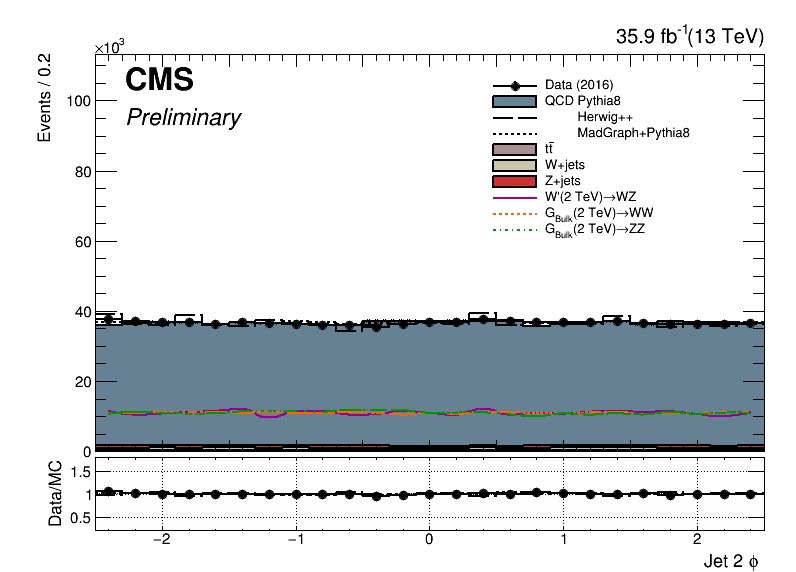 35.9 fb⁻¹(13 TeV)
×10³
Events / 0.2
CMS
Preliminary
Data (2016)
QCD Pythia8
Herwig++
MadGraph+Pythia8
tt̅
W+jets
Z+jets
W'(2 TeV)→WZ
G_Bulk(2 TeV)→WW
G_Bulk(2 TeV)→ZZ
100
80
60
40
20
0
Data/MC
1.5
1
0.5
−2 −1 0 1 2
Jet 2 ϕ